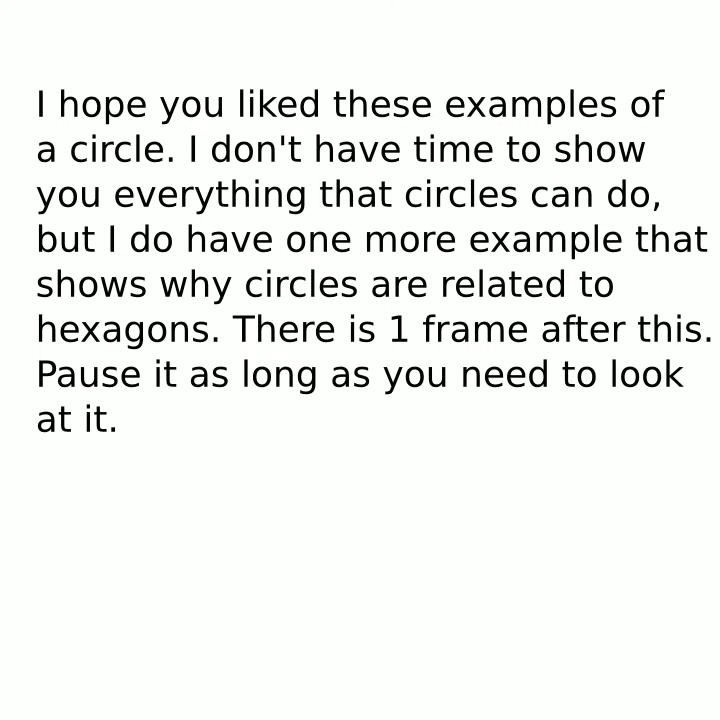 I hope you liked these examples of
a circle. I don't have time to show
you everything that circles can do,
but I do have one more example that
shows why circles are related to
hexagons. There is 1 frame after this.
Pause it as long as you need to look
at it.